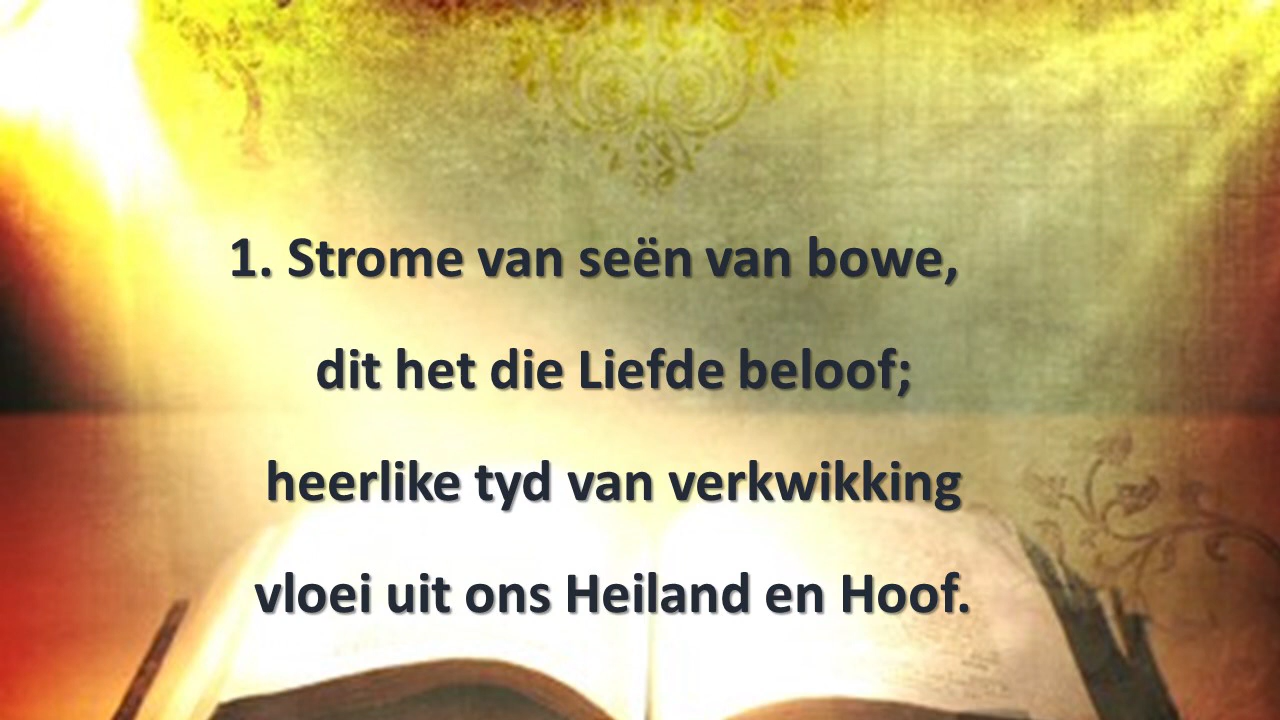 1. Strome van seën van bowe,
dit het die Liefde beloof;
heerlike tyd van verkwikking
vloei uit ons Heiland en Hoof.